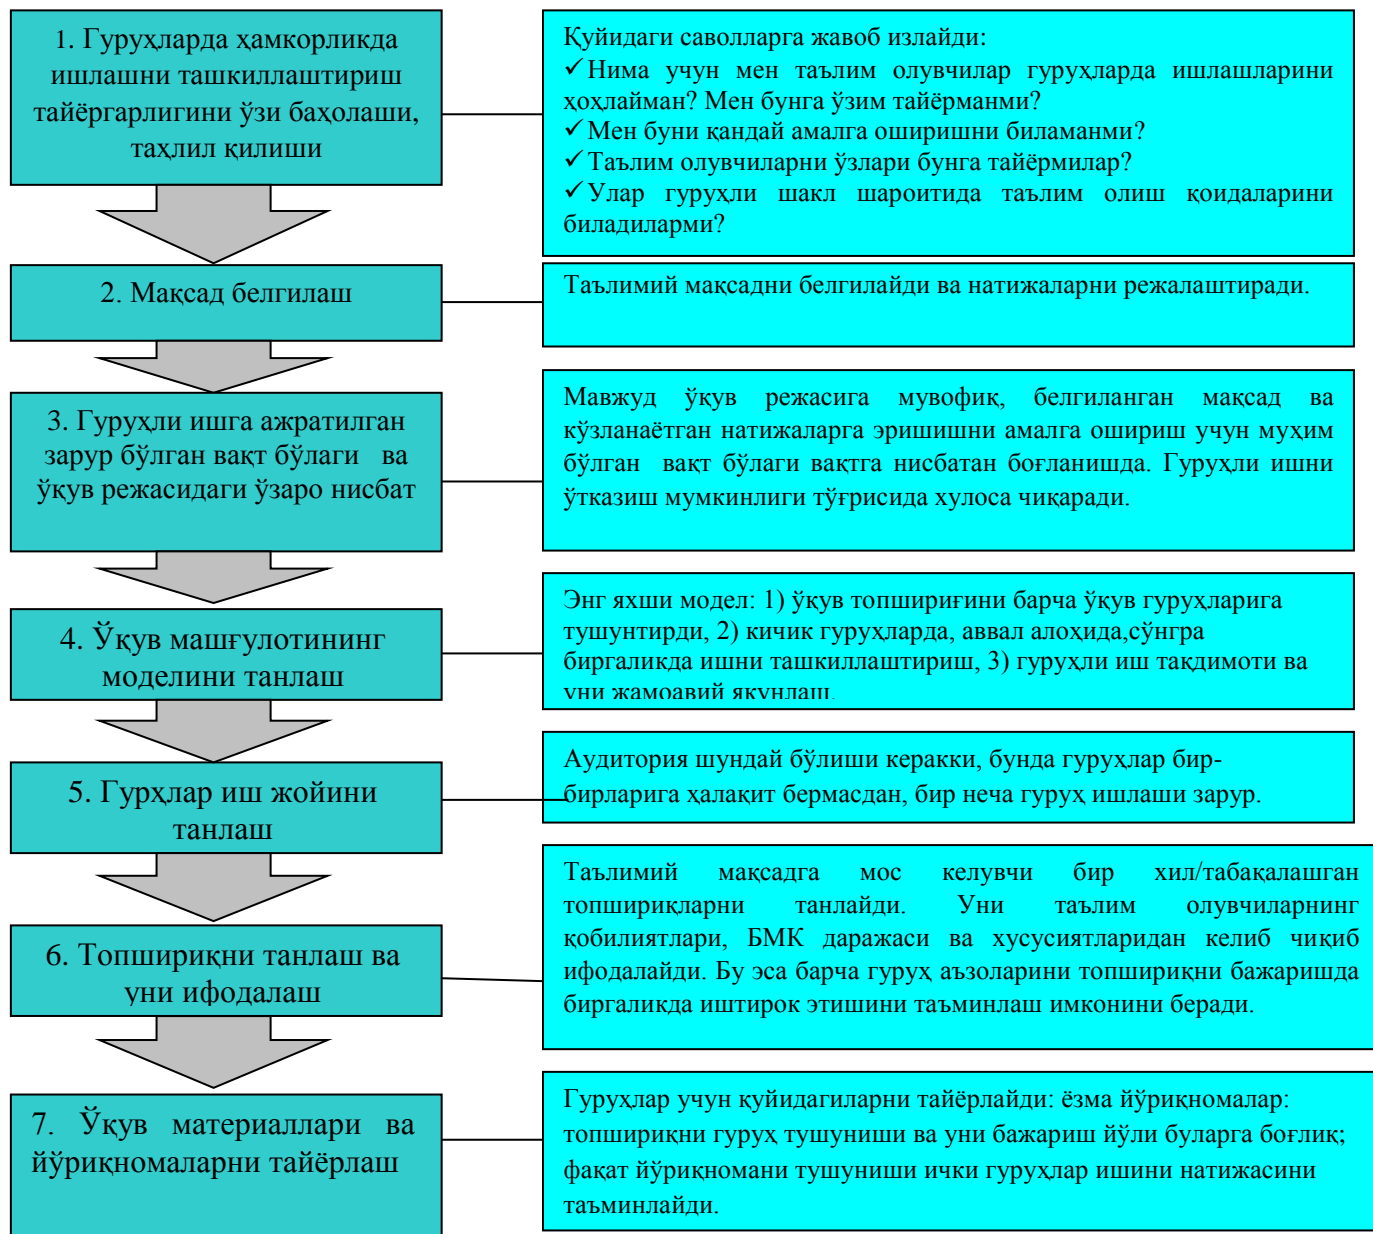 1. Гуруҳларда ҳамкорликда
ишлашни ташкиллаштириш
тайёргарлигини ўзи баҳолаши,
таҳлил қилиши
Қуйидаги саволларга жавоб излайди:
✓Нима учун мен таълим олувчилар гуруҳларда ишлашларини
ҳоҳлайман? Мен бунга ўзим тайёрманми?
✓Мен буни қандай амалга оширишни биламанми?
✓Таълим олувчиларни ўзлари бунга тайёрмилар?
✓Улар гуруҳли шакл шароитида таълим олиш қоидаларини
биладиларми?
2. Мақсад белгилаш
Таълимий мақсадни белгилайди ва натижаларни режалаштиради.
3. Гуруҳли ишга ажратилган
зарур бўлган вақт бўлаги ва
ўқув режасидаги ўзаро нисбат
Мавжуд ўқув режасига мувофиқ, белгиланган мақсад ва
кўзланаётган натижаларга эришишни амалга ошириш учун муҳим
бўлган вақт бўлаги вақтга нисбатан боғланишда. Гуруҳли ишни
ўтказиш мумкинлиги тўғрисида хулоса чиқаради.
4. Ўқув машғулотининг
моделини танлаш
Энг яхши модел: 1) ўқув топшириғини барча ўқув гуруҳларига
тушунтирди, 2) кичик гуруҳларда, аввал алоҳида,сўнгра
биргаликда ишни ташкиллаштириш, 3) гуруҳли иш тақдимоти ва
уни жамоавий якунлаш.
5. Гурҳлар иш жойини
танлаш
Аудитория шундай бўлиши керакки, бунда гуруҳлар бир-
бирларига ҳалақит бермасдан, бир неча гуруҳ ишлаши зарур.
6. Топшириқни танлаш ва
уни ифодалаш
Таълимий мақсадга мос келувчи бир хил/табақалашган
топшириқларни танлайди. Уни таълим олувчиларнинг
қобилиятлари, БМК даражаси ва хусусиятларидан келиб чиқиб
ифодалайди. Бу эса барча гуруҳ аъзоларини топшириқни бажаришда
биргаликда иштирок этишини таъминлаш имконини беради.
7. Ўқув материаллари ва
йўриқномаларни тайёрлаш
Гуруҳлар учун қуйидагиларни тайёрлайди: ёзма йўриқномалар:
топшириқни гуруҳ тушуниши ва уни бажариш йўли буларга боғлиқ;
фақат йўриқномани тушуниши ички гуруҳлар ишини натижасини
таъминлайди.